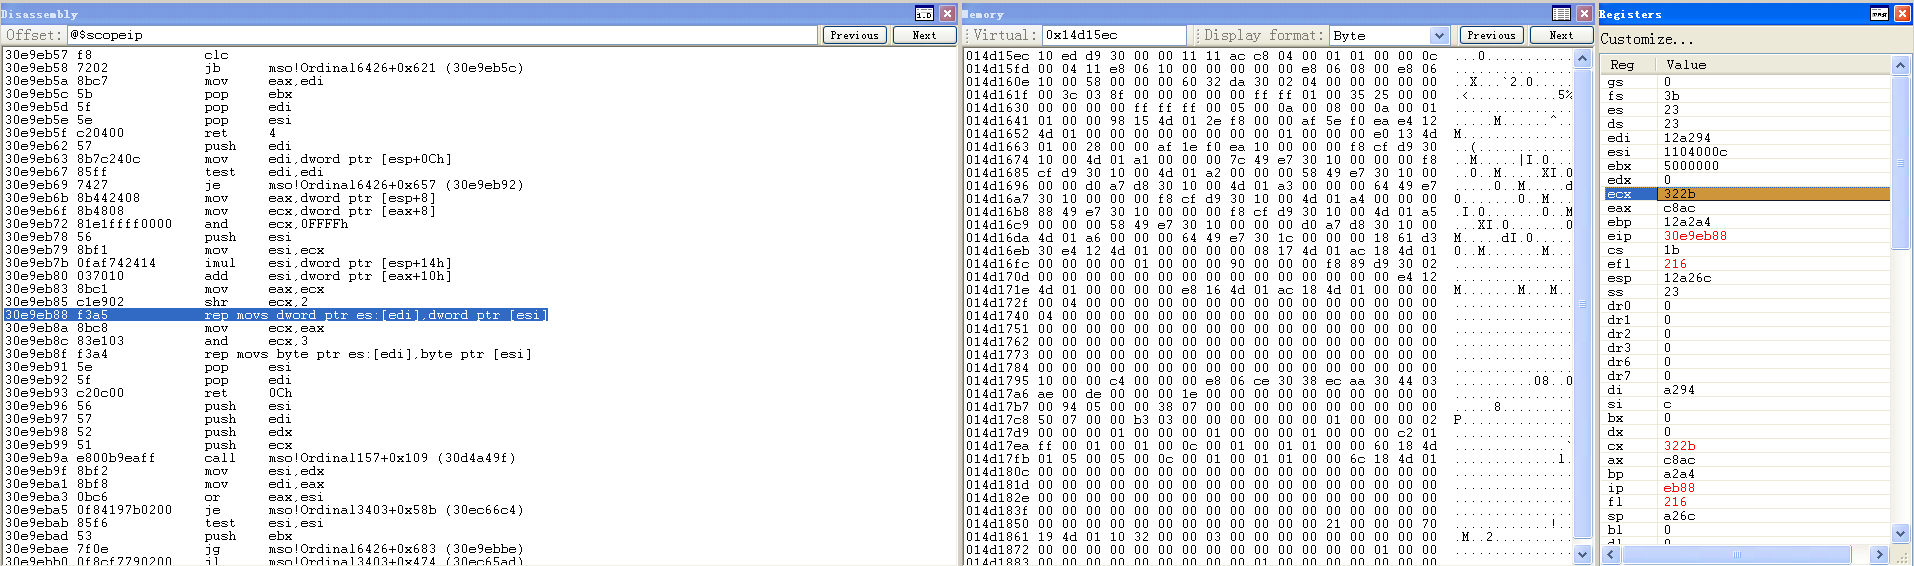 Disassembly
Offset: @$scopeip Previous Next
30e9eb57 f8 clc
30e9eb58 7202 jb mso!Ordinal6426+0x621 (30e9eb5c)
30e9eb5a 8bc7 mov eax,edi
30e9eb5c 5b pop ebx
30e9eb5d 5f pop edi
30e9eb5e 5e pop esi
30e9eb5f c20400 ret 4
30e9eb62 57 push edi
30e9eb63 8b7c240c mov edi,dword ptr [esp+0Ch]
30e9eb67 85ff test edi,edi
30e9eb69 7427 je mso!Ordinal6426+0x657 (30e9eb92)
30e9eb6b 8b442408 mov eax,dword ptr [esp+8]
30e9eb6f 8b4808 mov ecx,dword ptr [eax+8]
30e9eb72 81e1ffff0000 and ecx,0FFFFh
30e9eb78 56 push esi
30e9eb79 8bf1 mov esi,ecx
30e9eb7b 0faf742414 imul esi,dword ptr [esp+14h]
30e9eb80 037010 add esi,dword ptr [eax+10h]
30e9eb83 8bc1 mov eax,ecx
30e9eb85 c1e902 shr ecx,2
30e9eb88 f3a5 rep movs dword ptr es:[edi],dword ptr [esi]
30e9eb8a 8bc8 mov ecx,eax
30e9eb8c 83e103 and ecx,3
30e9eb8f f3a4 rep movs byte ptr es:[edi],byte ptr [esi]
30e9eb91 5e pop esi
30e9eb92 5f pop edi
30e9eb93 c20c00 ret 0Ch
30e9eb96 56 push esi
30e9eb97 57 push edi
30e9eb98 52 push edx
30e9eb99 51 push ecx
30e9eb9a e800b9eaff call mso!Ordinal157+0x109 (30d4a49f)
30e9eb9f 8bf2 mov esi,edx
30e9eba1 8bf8 mov edi,eax
30e9eba3 0bc6 or eax,esi
30e9eba5 0f84197b0200 je mso!Ordinal3403+0x58b (30ec66c4)
30e9ebab 85f6 test esi,esi
30e9ebad 53 push ebx
30e9ebae 7f0e jg mso!Ordinal6426+0x683 (30e9ebbe)
30e9ebb0 0f8cf7790200 jl mso!Ordinal3403+0x474 (30ec65ad)
Memory
Virtual: 0x14d15ec Display format: Byte Previous Next
014d15ec 10 ed d9 30 00 00 11 11 ac c8 04 00 01 01 00 00 0c ...0.............
014d15fd 00 04 11 e8 06 10 00 00 00 00 00 e8 06 08 00 e8 06 .................
014d160e 10 00 58 00 00 00 60 32 da 30 02 04 00 00 00 00 00 ..X...`2.0.......
014d161f 00 3c 03 8f 00 00 00 00 00 ff ff 01 00 35 25 00 00 .<...........5%..
014d1630 00 00 00 00 ff ff ff 00 05 00 0a 00 08 00 0a 00 01 .................
014d1641 01 00 00 98 15 4d 01 2e f8 00 00 af 5e f0 ea e4 12 .....M......^....
014d1652 4d 01 00 00 00 00 00 00 00 01 00 00 00 e0 13 4d M...............M
014d1663 01 00 28 00 00 af 1e f0 ea 10 00 00 00 f8 cf d9 30 ..(.............0
014d1674 10 00 4d 01 a1 00 00 00 7c 49 e7 30 10 00 00 00 f8 ..M.....|I.0.....
014d1685 cf d9 30 10 00 4d 01 a2 00 00 00 58 49 e7 30 10 00 ..0..M.....XI.0..
014d1696 00 00 d0 a7 d8 30 10 00 4d 01 a3 00 00 00 64 49 e7 .....0..M.....dI.
014d16a7 30 10 00 00 00 f8 cf d9 30 10 00 4d 01 a4 00 00 00 0.......0..M.....
014d16b8 88 49 e7 30 10 00 00 00 f8 cf d9 30 10 00 4d 01 a5 .I.0.......0..M..
014d16c9 00 00 00 58 49 e7 30 10 00 00 00 d0 a7 d8 30 10 00 ...XI.0.......0..
014d16da 4d 01 a6 00 00 00 64 49 e7 30 1c 00 00 00 18 61 d3 M.....dI.0.....a.
014d16eb 30 e4 12 4d 01 00 00 00 00 08 17 4d 01 ac 18 4d 01 0..M.......M...M.
014d16fc 00 00 00 00 01 00 00 00 90 00 00 00 f8 89 d9 30 02 ...............0.
014d170d 00 00 00 00 00 00 00 00 00 00 00 00 00 00 e4 12 .................
014d171e 4d 01 00 00 00 00 e8 16 4d 01 ac 18 4d 01 00 00 00 M.......M...M....
014d172f 00 04 00 00 00 00 00 00 00 00 00 00 00 00 00 00 00 .................
014d1740 04 00 00 00 00 00 00 00 00 00 00 00 00 00 00 00 00 .................
014d1751 00 00 00 00 00 00 00 00 00 00 00 00 00 00 00 00 00 .................
014d1762 00 00 00 00 00 00 00 00 00 00 00 00 00 00 00 00 00 .................
014d1773 00 00 00 00 00 00 00 00 00 00 00 00 00 00 00 00 00 .................
014d1784 00 00 00 00 00 00 00 00 00 00 00 00 00 00 00 00 00 .................
014d1795 10 00 00 c4 00 00 00 00 e8 06 ce 30 38 ec aa 30 44 03
014d17a6 ae 00 de 00 00 00 1e 00 00 00 00 00 00 00 00 00 00 .................
014d17b7 00 94 05 00 00 38 07 00 00 00 00 00 00 00 00 00 00 .....8...........
014d17c8 50 07 00 00 b3 03 00 00 00 00 00 00 01 00 00 00 02 P................
014d17d9 00 00 00 01 00 00 00 01 00 00 01 00 01 00 00 c2 01 .................
014d17ea ff 00 01 00 01 00 0c 00 01 00 01 00 01 00 60 18 4d
014d17fb 01 05 00 05 00 0c 00 01 00 01 01 00 00 6c 18 4d 01
014d180c 00 00 00 00 00 00 00 00 00 00 00 00 00 00 00 00 00 .................
014d181d 00 00 00 00 00 00 00 00 00 00 00 00 00 00 00 00 00 .................
014d182e 00 00 00 00 00 00 00 00 00 00 00 00 00 00 00 00 00 .................
014d183f 00 00 00 00 00 00 00 00 00 00 00 00 00 00 00 00 00 .................
014d1850 00 00 00 00 00 00 00 00 00 00 00 00 21 00 00 00 70
014d1861 19 4d 01 10 32 00 00 00 03 00 00 00 00 00 00 00 00 .M..2............
014d1872 00 00 00 00 00 00 00 00 00 00 00 00 00 00 01 00 00 .................
014d1883 00 00 00 00 01 00 00 00 00 00 00 00 00 00 00 00 00
Registers
Customize...
Reg Value
gs 0
fs 3b
es 23
ds 23
edi 12a294
esi 1104000c
ebx 5000000
edx 0
ecx 322b
eax c8ac
ebp 12a2a4
eip 30e9eb88
cs 1b
efl 216
esp 12a26c
ss 23
dr0 0
dr1 0
dr2 0
dr3 0
dr6 0
dr7 0
di a294
si c
bx 0
dx 0
cx 322b
ax c8ac
bp a2a4
ip eb88
fl 216
sp a26c
bl 0
dl 0